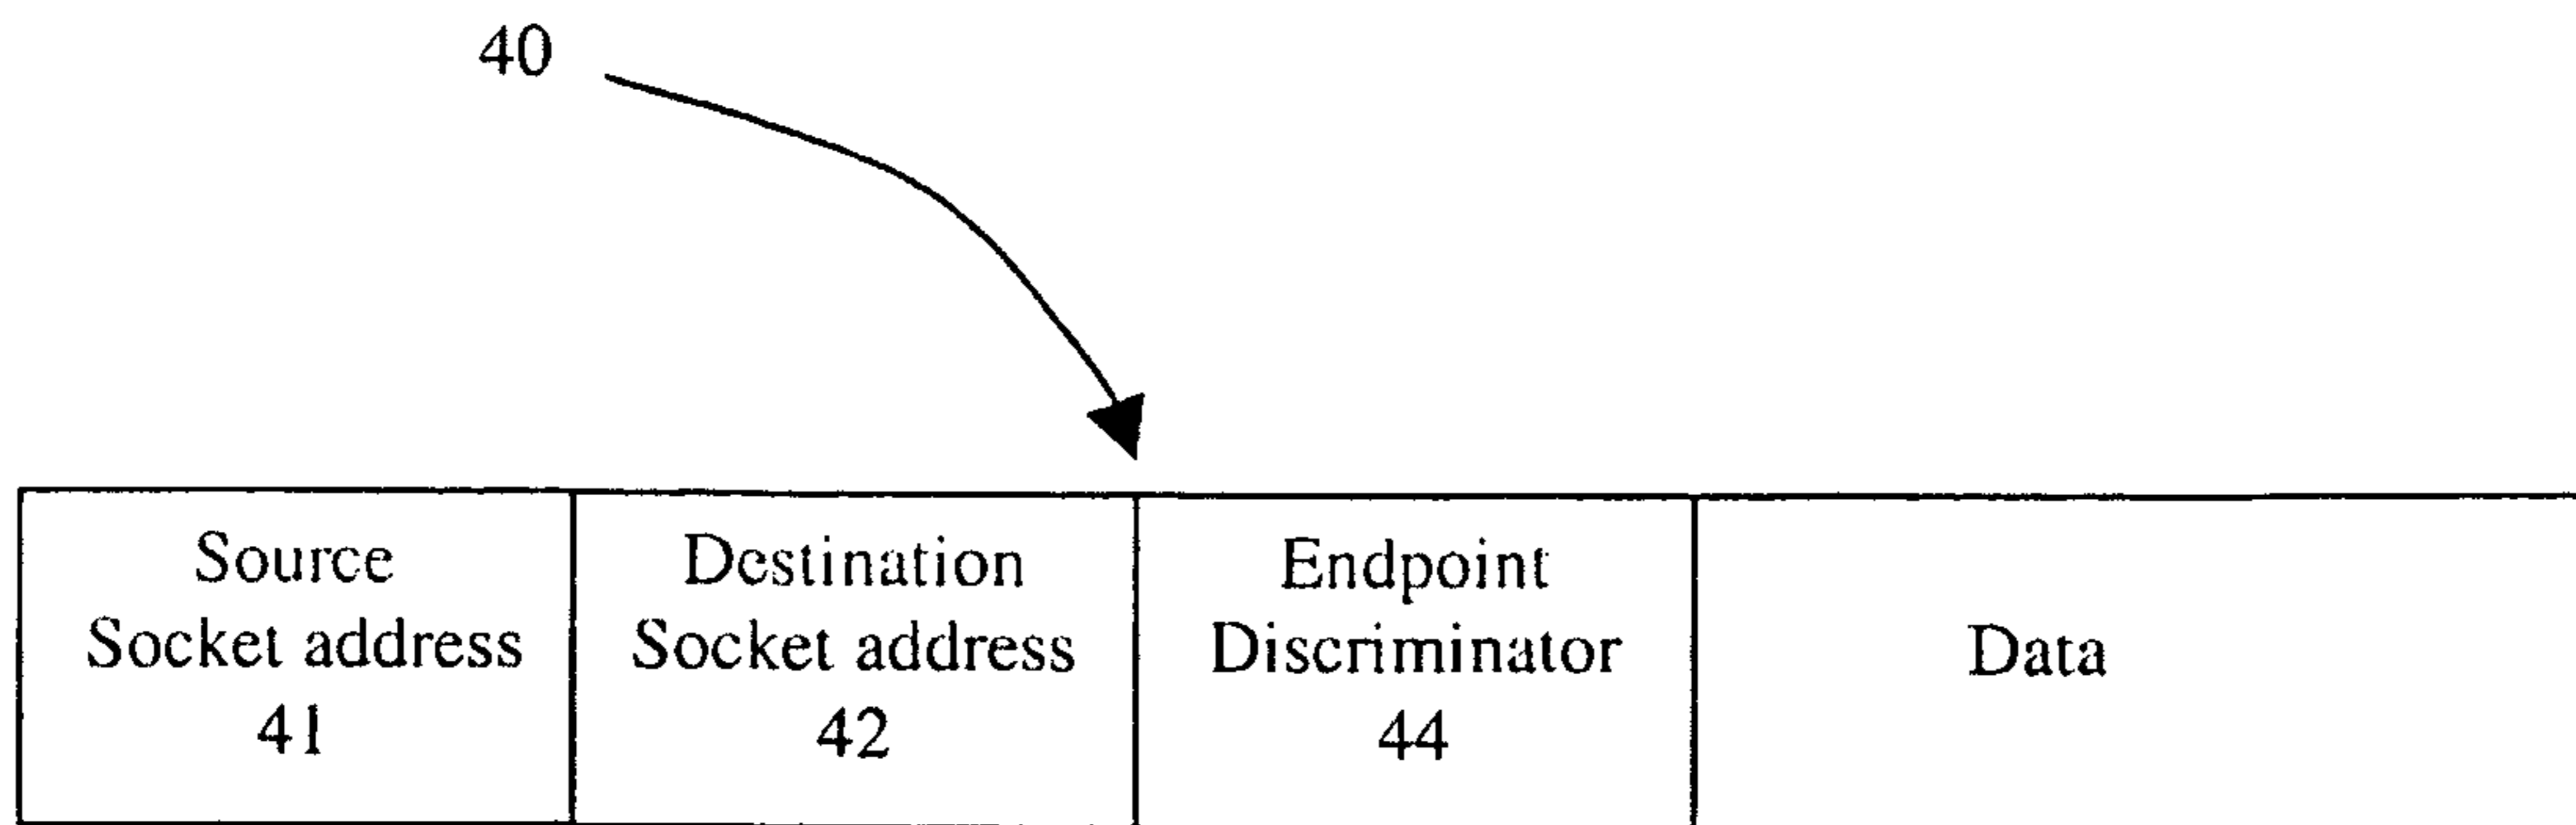 40
Source
Socket address
41
Destination
Socket address
42
Endpoint
Discriminator
44
Data